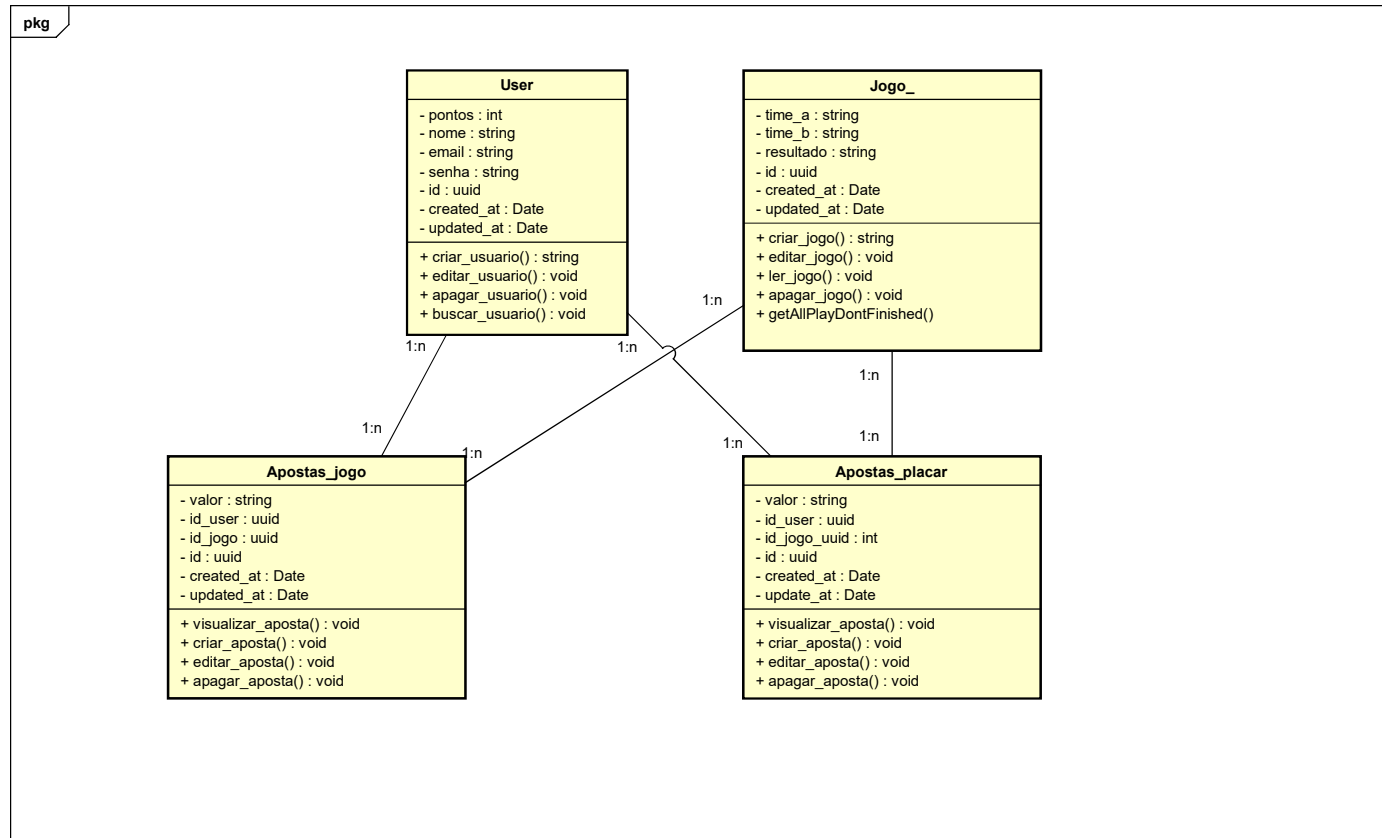 pkg
User
- pontos : int
- nome : string
- email : string
- senha : string
- id : uuid
- created_at : Date
- updated_at : Date
+ criar_usuario() : string
+ editar_usuario() : void
+ apagar_usuario() : void
+ buscar_usuario() : void
Jogo_
- time_a : string
- time_b : string
- resultado : string
- id : uuid
- created_at : Date
- updated_at : Date
+ criar_jogo() : string
+ editar_jogo() : void
+ ler_jogo() : void
+ apagar_jogo() : void
+ getAllPlayDontFinished()
1:n
1:n
1:n
1:n
1:n
1:n
1:n
1:n
Apostas_jogo
- valor : string
- id_user : uuid
- id_jogo : uuid
- id : uuid
- created_at : Date
- updated_at : Date
+ visualizar_aposta() : void
+ criar_aposta() : void
+ editar_aposta() : void
+ apagar_aposta() : void
Apostas_placar
- valor : string
- id_user : uuid
- id_jogo_uuid : int
- id : uuid
- created_at : Date
- update_at : Date
+ visualizar_aposta() : void
+ criar_aposta() : void
+ editar_aposta() : void
+ apagar_aposta() : void